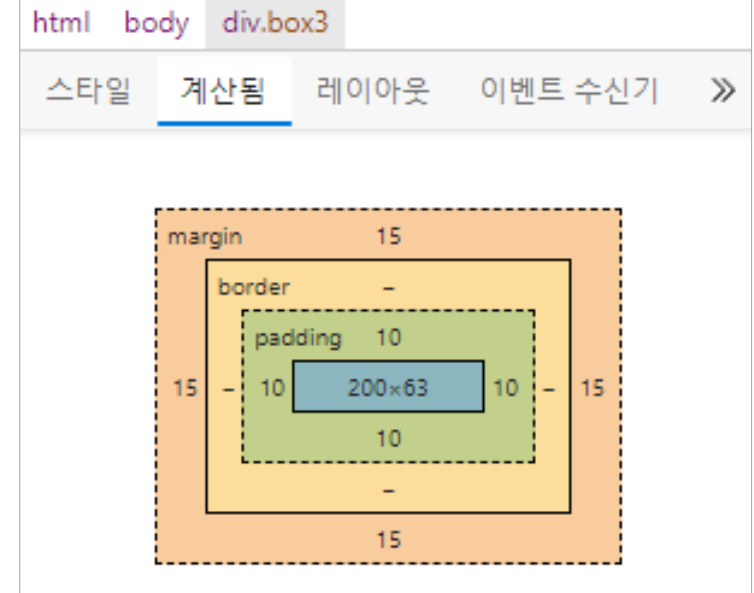 html body div.box3
스타일 계산됨 레이아웃 이벤트 수신기 »
margin 15
border –
padding 10
15 – 10 200×63 10 – 15
10
–
15